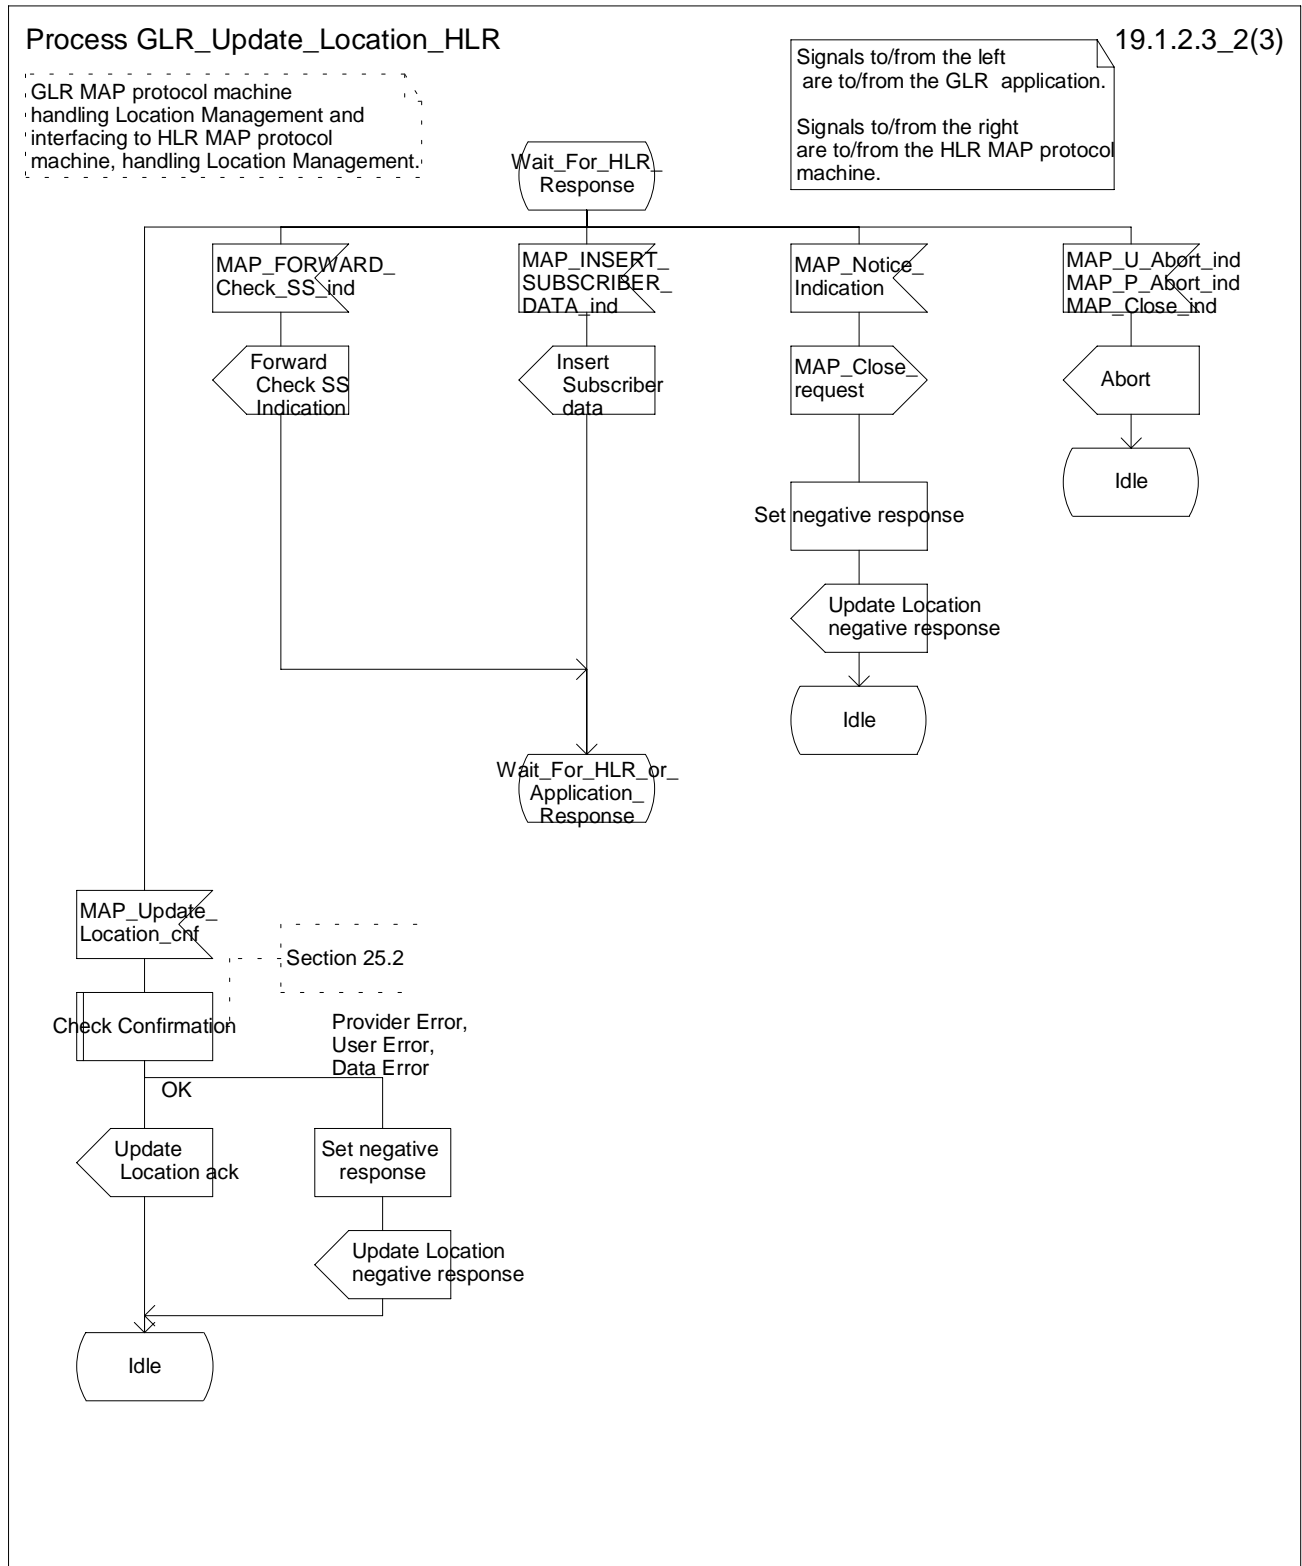 Process GLR_Update_Location_HLR
19.1.2.3_2(3)
GLR MAP protocol machine
handling Location Management and
interfacing to HLR MAP protocol
machine, handling Location Management.
Signals to/from the left
are to/from the GLR application.
Signals to/from the right
are to/from the HLR MAP protocol
machine.
Wait_For_HLR_
Response
MAP_FORWARD_
Check_SS_ind
MAP_INSERT_
SUBSCRIBER_
DATA_ind
MAP_Notice_
Indication
MAP_U_Abort_ind
MAP_P_Abort_ind
MAP_Close_ind
Forward
Check SS
Indication
Insert
Subscriber
data
MAP_Close_
request
Abort
Idle
Set negative response
Update Location
negative response
Idle
Wait_For_HLR_or_
Application_
Response
MAP_Update_
Location_cnf
Section 25.2
Check Confirmation
Provider Error,
User Error,
Data Error
OK
Update
Location ack
Set negative
response
Update Location
negative response
Idle